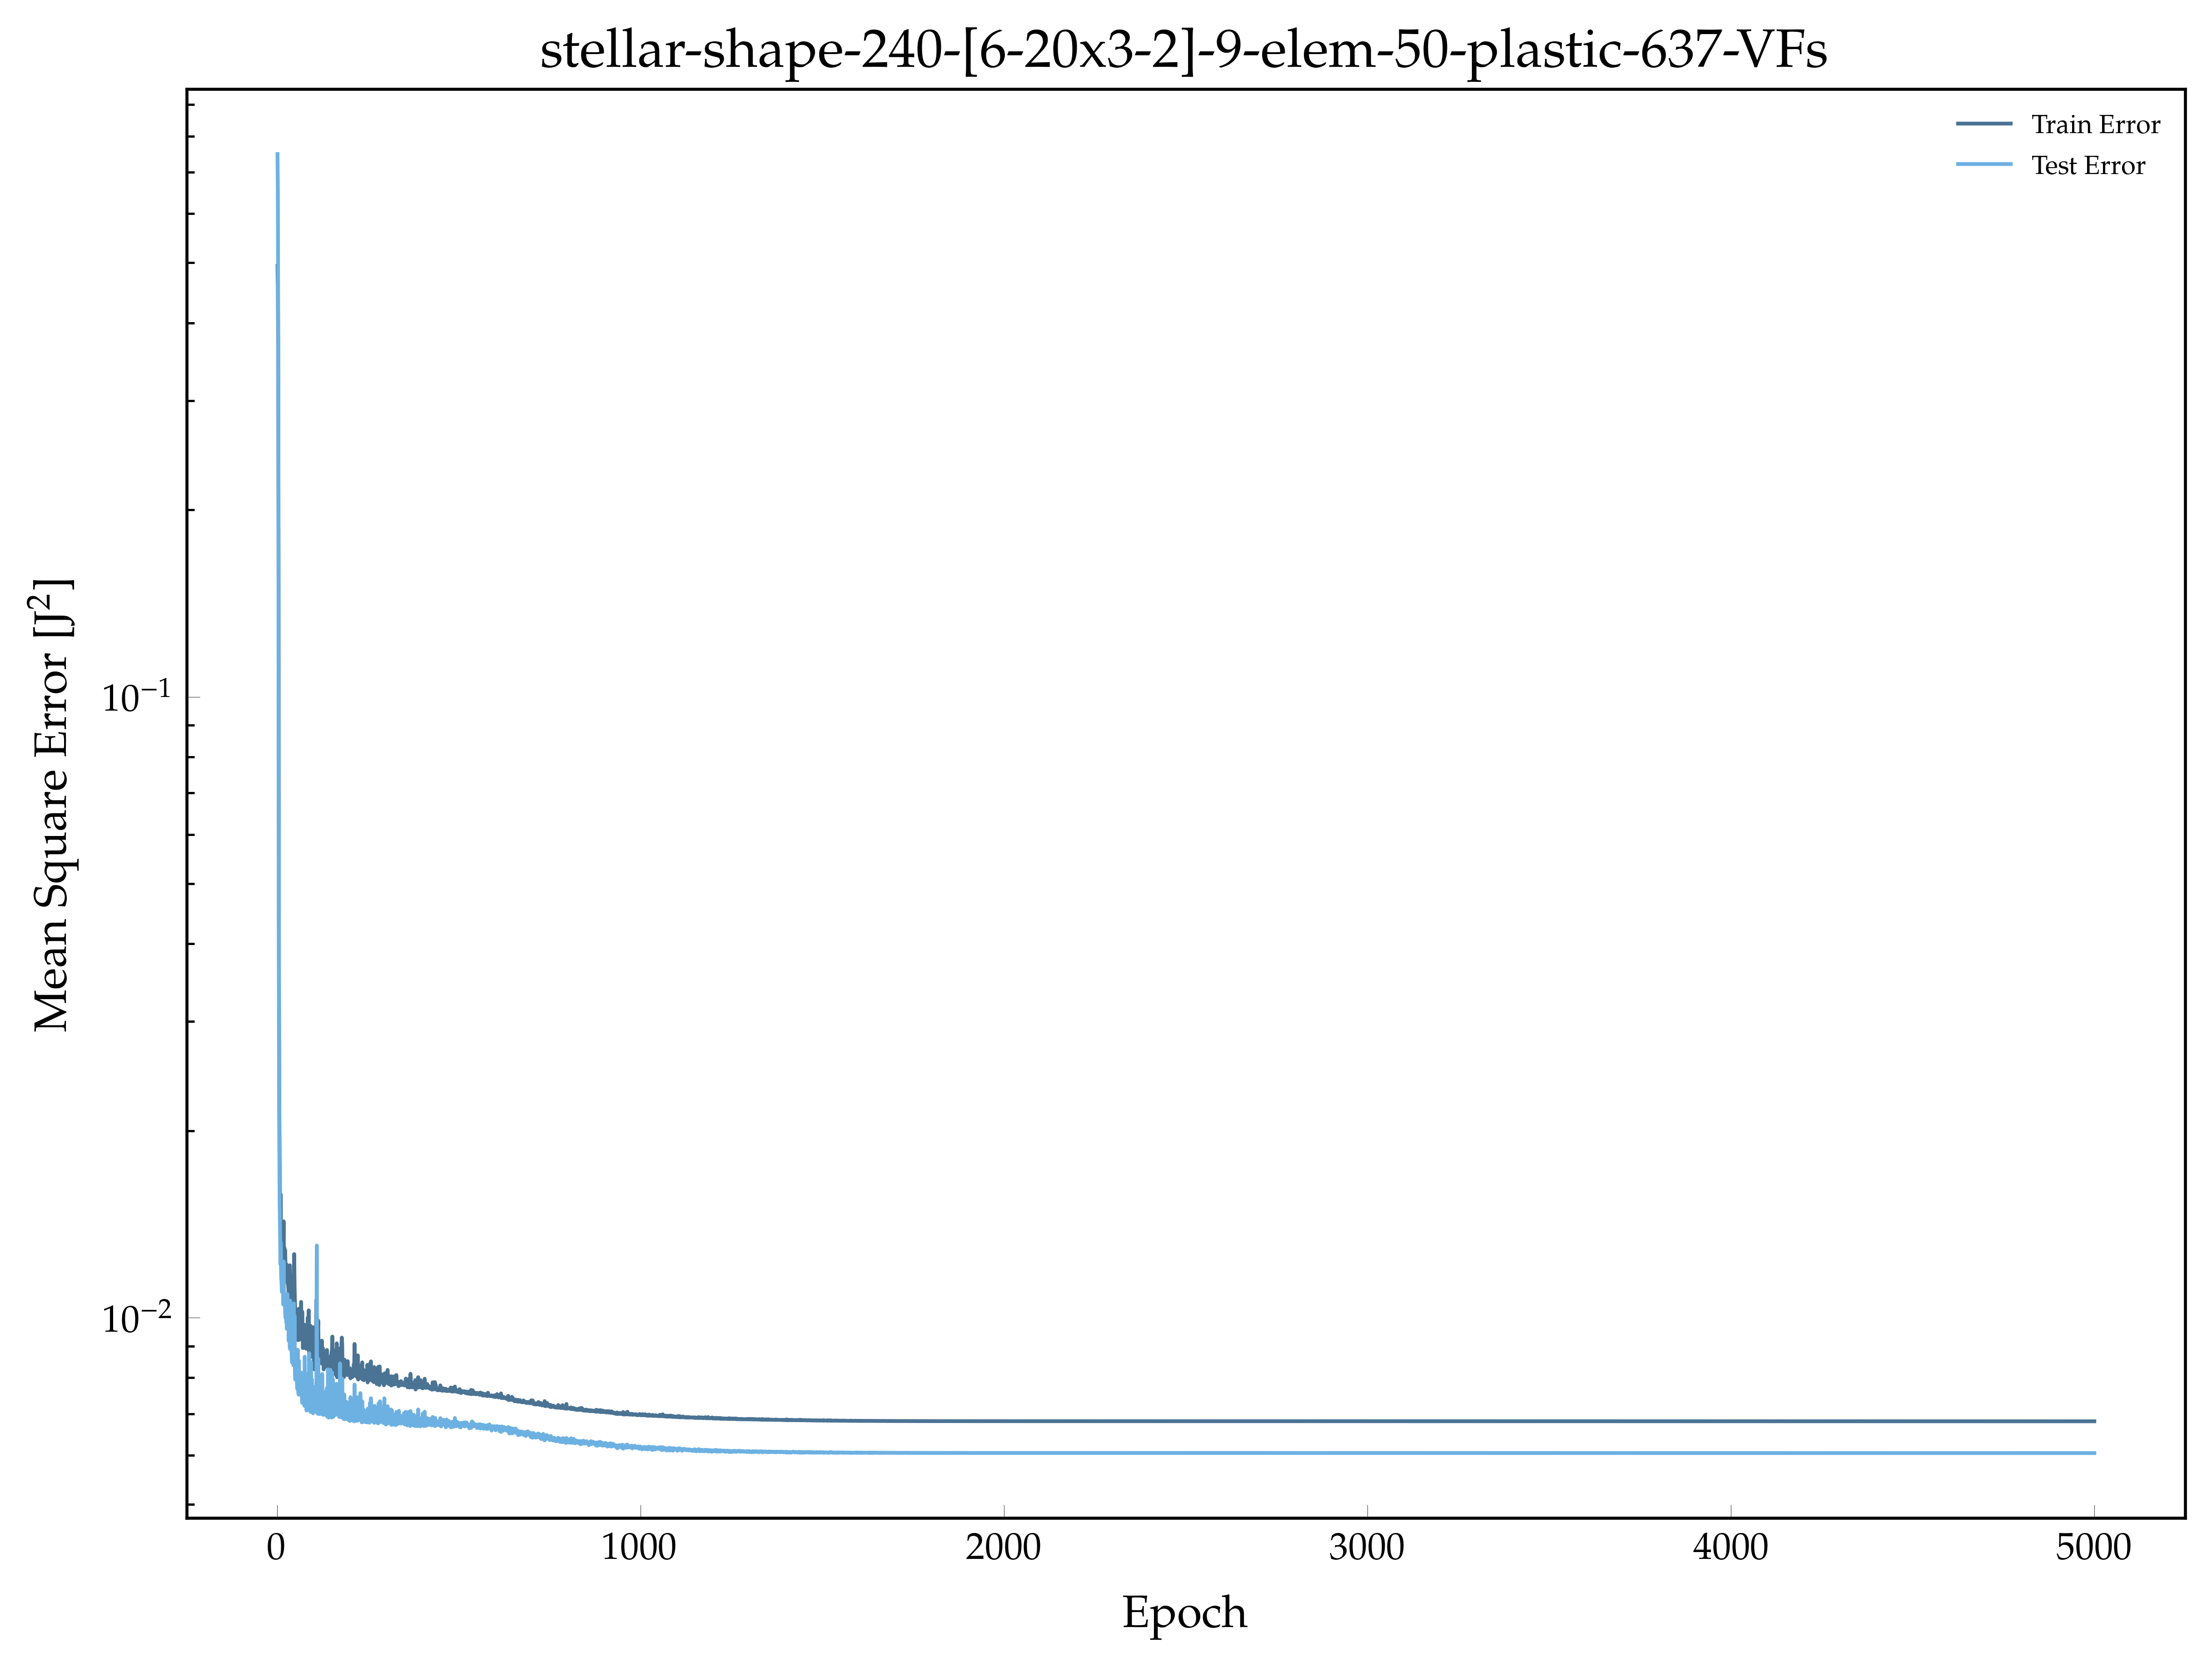 stellar-shape-240-[6-20x3-2]-9-elem-50-plastic-637-VFs
Train Error
Test Error
Mean Square Error [J²]
10⁻¹
10⁻²
0 1000 2000 3000 4000 5000
Epoch